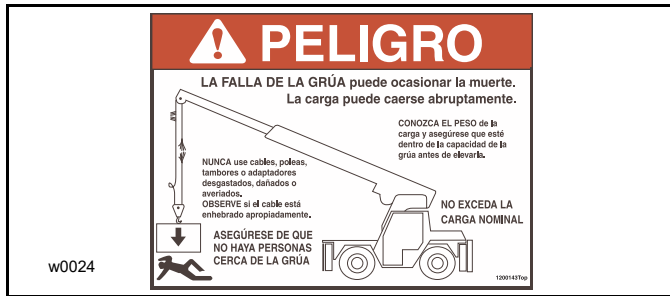 PELIGRO
LA FALLA DE LA GRÚA puede ocasionar la muerte.
La carga puede caerse abruptamente.
CONOZCA EL PESO de la
carga y asegúrese que esté
dentro de la capacidad de la
grúa antes de elevarla.
NUNCA use cables, poleas,
tambores o adaptadores
desgastados, dañados o
averiados.
OBSERVE si el cable está
enhebrado apropiadamente.
NO EXCEDA LA
CARGA NOMINAL
ASEGÚRESE DE QUE
NO HAYA PERSONAS
CERCA DE LA GRÚA
w0024
1200143Top